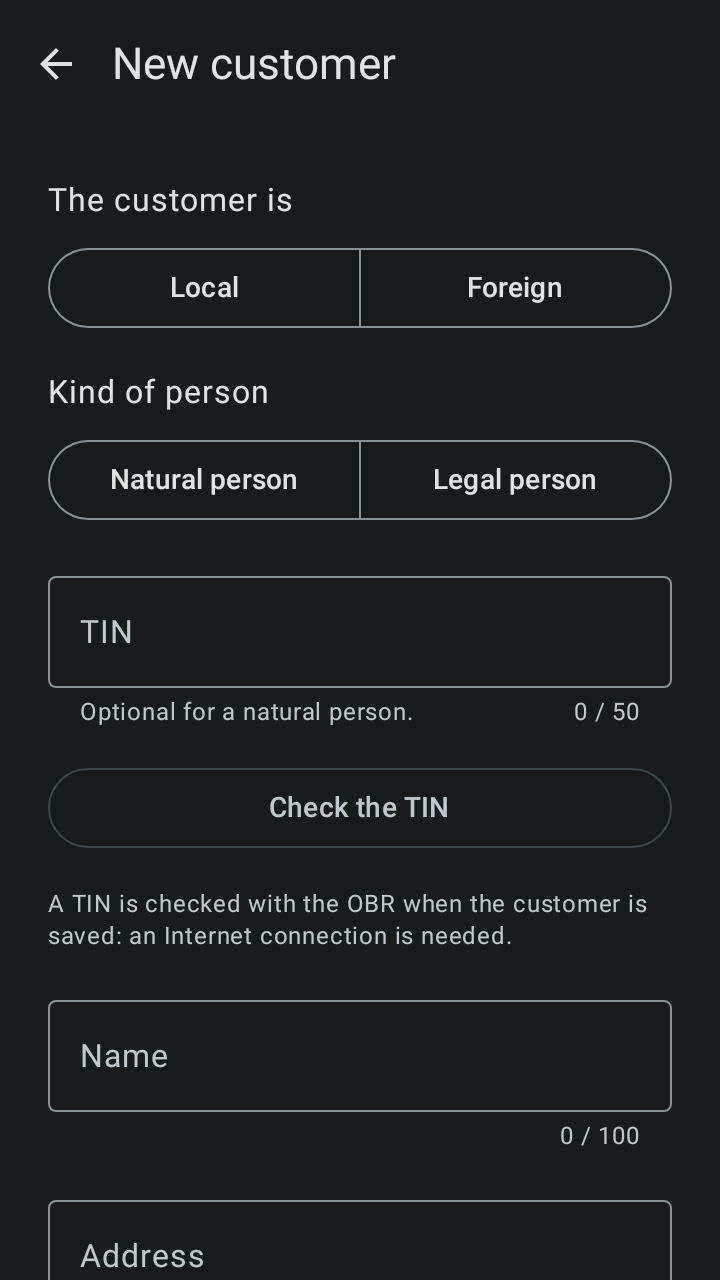 New customer
The customer is
Local
Foreign
Kind of person
Natural person
Legal person
TIN
Optional for a natural person.
0 / 50
Check the TIN
A TIN is checked with the OBR when the customer is
saved: an Internet connection is needed.
Name
0 / 100
Address